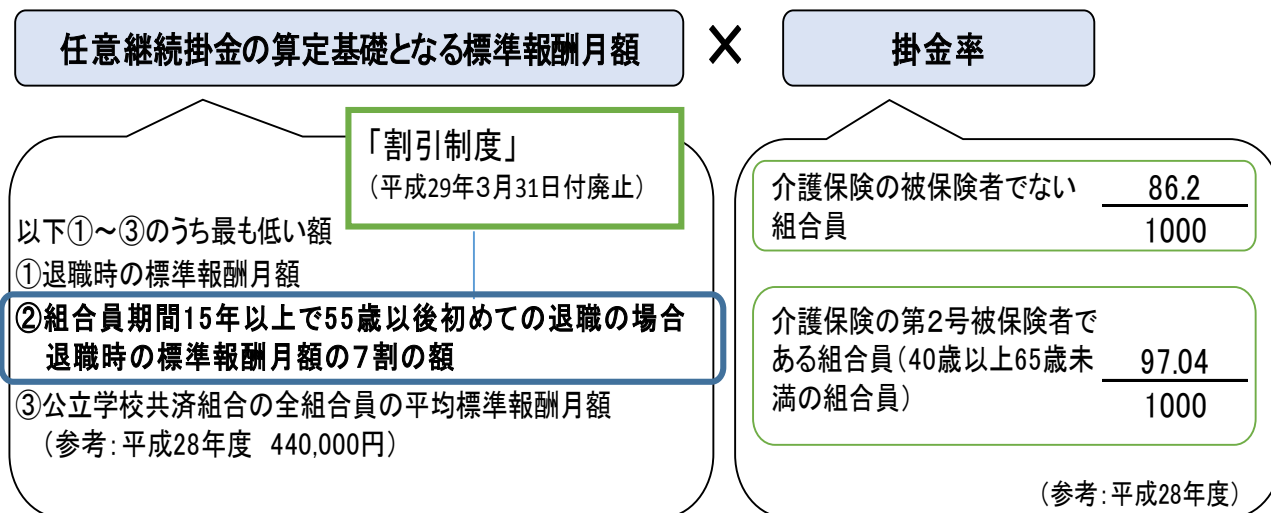 任意継続掛金の算定基礎となる標準報酬月額
×
掛金率
「割引制度」
（平成29年３月31日付廃止）
以下①～③のうち最も低い額
①退職時の標準報酬月額
②組合員期間15年以上で55歳以後初めての退職の場合
退職時の標準報酬月額の７割の額
③公立学校共済組合の全組合員の平均標準報酬月額
（参考：平成28年度　440,000円）
介護保険の被保険者でない
組合員
86.2
1000
介護保険の第２号被保険者で
ある組合員（40歳以上65歳未
満の組合員）
97.04
1000
（参考：平成28年度）